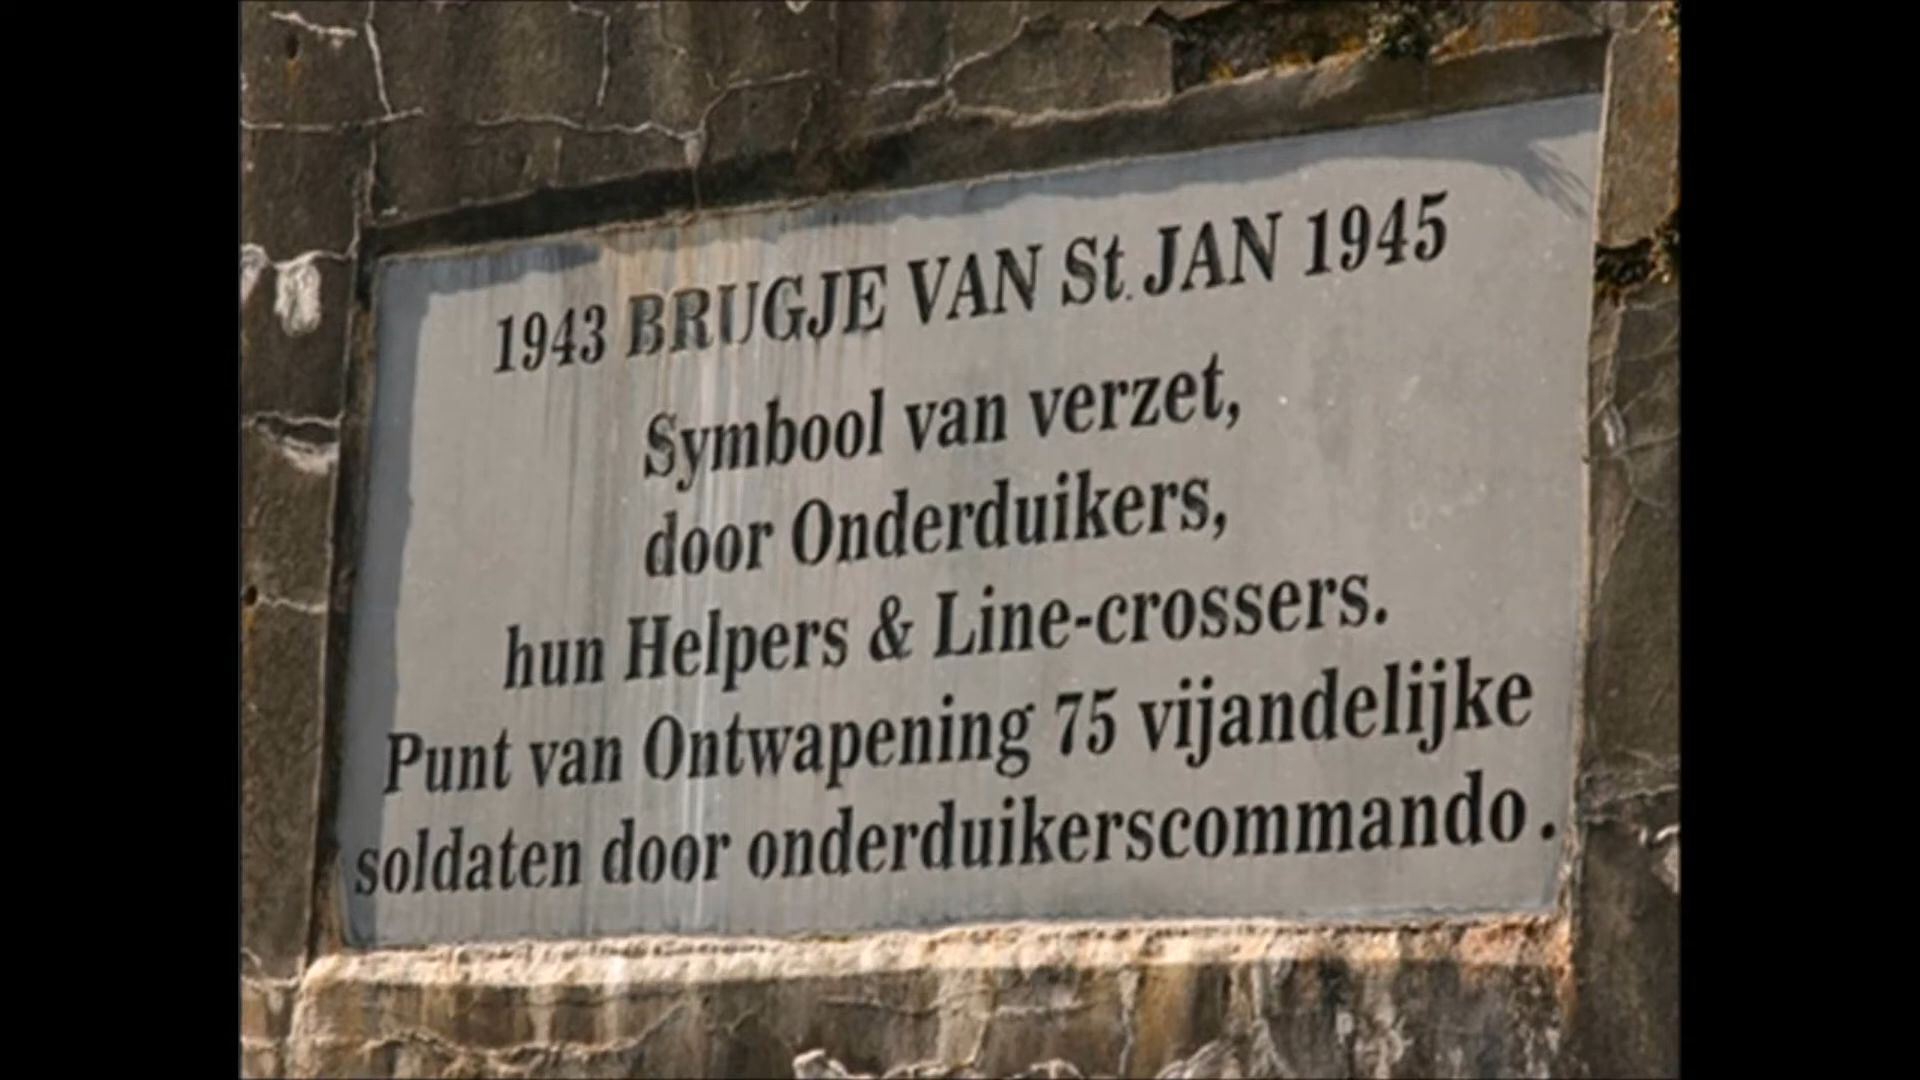 1943 BRUGJE VAN St. JAN 1945
Symbool van verzet,
door Onderduikers,
hun Helpers & Line-crossers.
Punt van Ontwapening 75 vijandelijke
soldaten door onderduikerscommando.